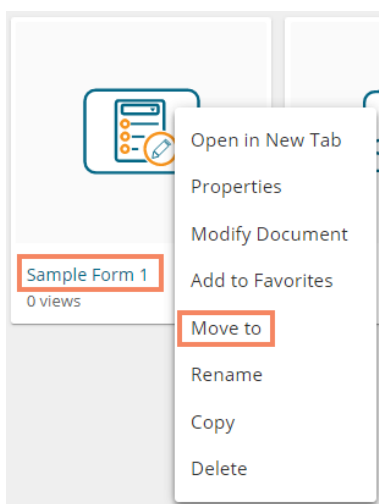 Sample Form 1
0 views
Open in New Tab
Properties
Modify Document
Add to Favorites
Move to
Rename
Copy
Delete